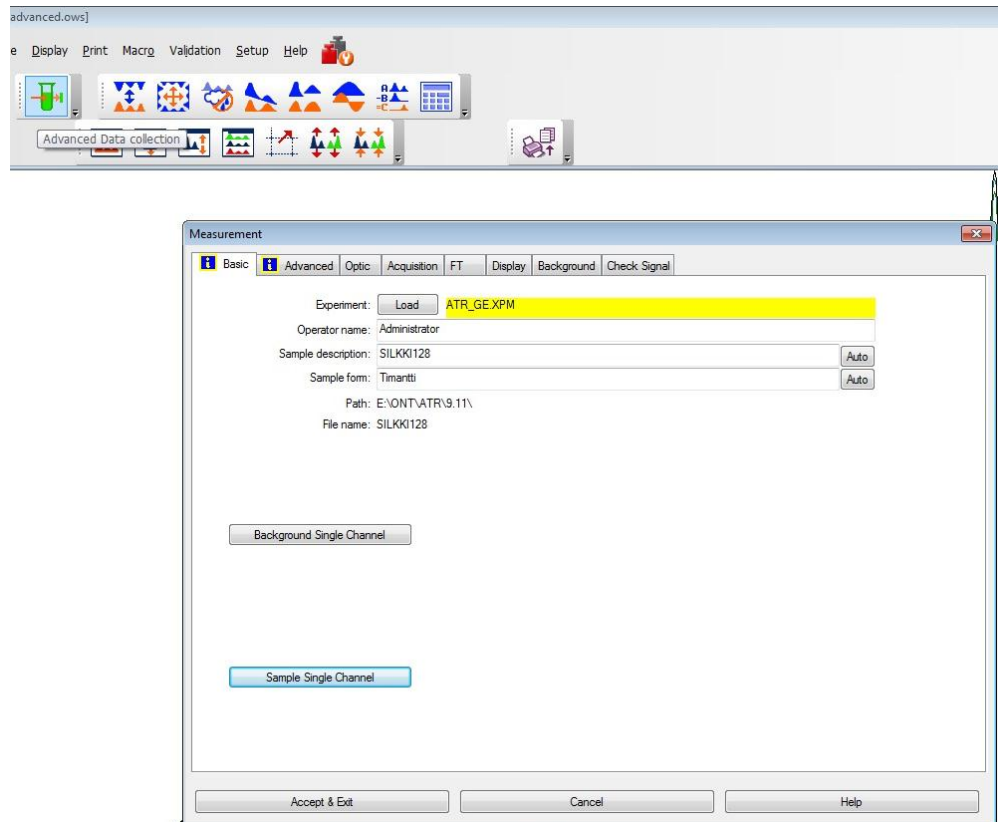 advanced.ows]
e Display Print Macro Validation Setup Help
A
B
C
Advanced Data collection
Measurement
Basic Advanced Optic Acquisition FT Display Background Check Signal
Experiment: Load ATR_GE.XPM
Operator name: Administrator
Sample description: SILKKI128 Auto
Sample form: Timantti Auto
Path: E:\ONT\ATR\9.11\
File name: SILKKI128
Background Single Channel
Sample Single Channel
Accept & Exit Cancel Help